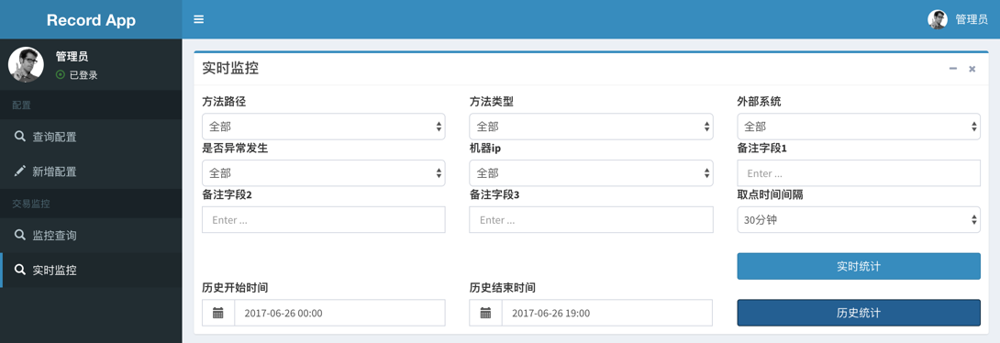 Record App
管理员
管理员
已登录
配置
查询配置
新增配置
交易监控
监控查询
实时监控
实时监控
方法路径
方法类型
外部系统
全部
全部
全部
是否异常发生
机器ip
备注字段1
全部
全部
Enter ...
备注字段2
备注字段3
取点时间间隔
Enter ...
Enter ...
30分钟
实时统计
历史开始时间
历史结束时间
2017-06-26 00:00
2017-06-26 19:00
历史统计